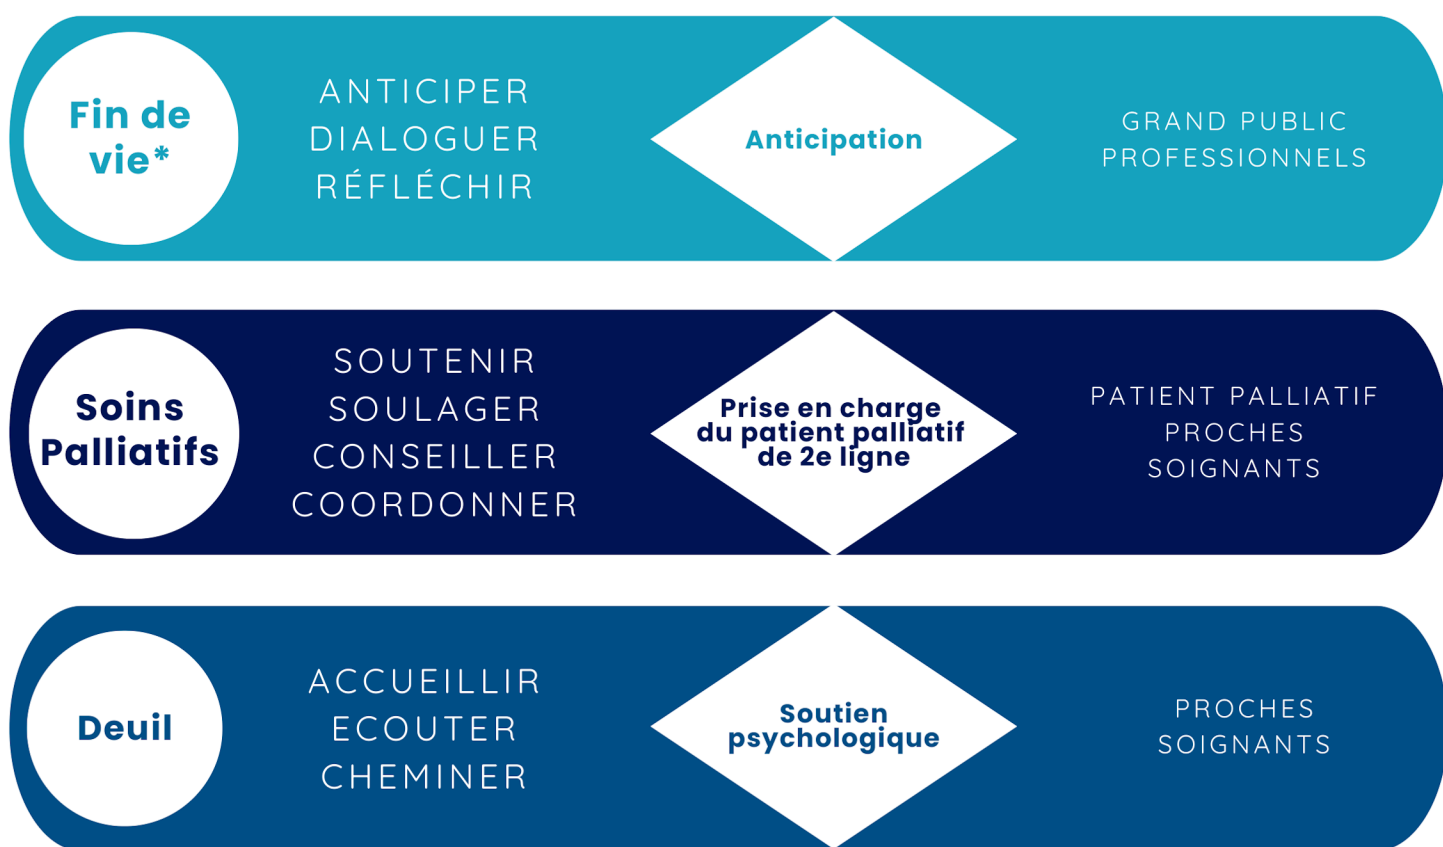 Fin de
vie*
ANTICIPER
DIALOGUER
RÉFLÉCHIR
Anticipation
GRAND PUBLIC
PROFESSIONNELS
Soins
Palliatifs
SOUTENIR
SOULAGER
CONSEILLER
COORDONNER
Prise en charge
du patient palliatif
de 2e ligne
PATIENT PALLIATIF
PROCHES
SOIGNANTS
Deuil
ACCUEILLIR
ECOUTER
CHEMINER
Soutien
psychologique
PROCHES
SOIGNANTS